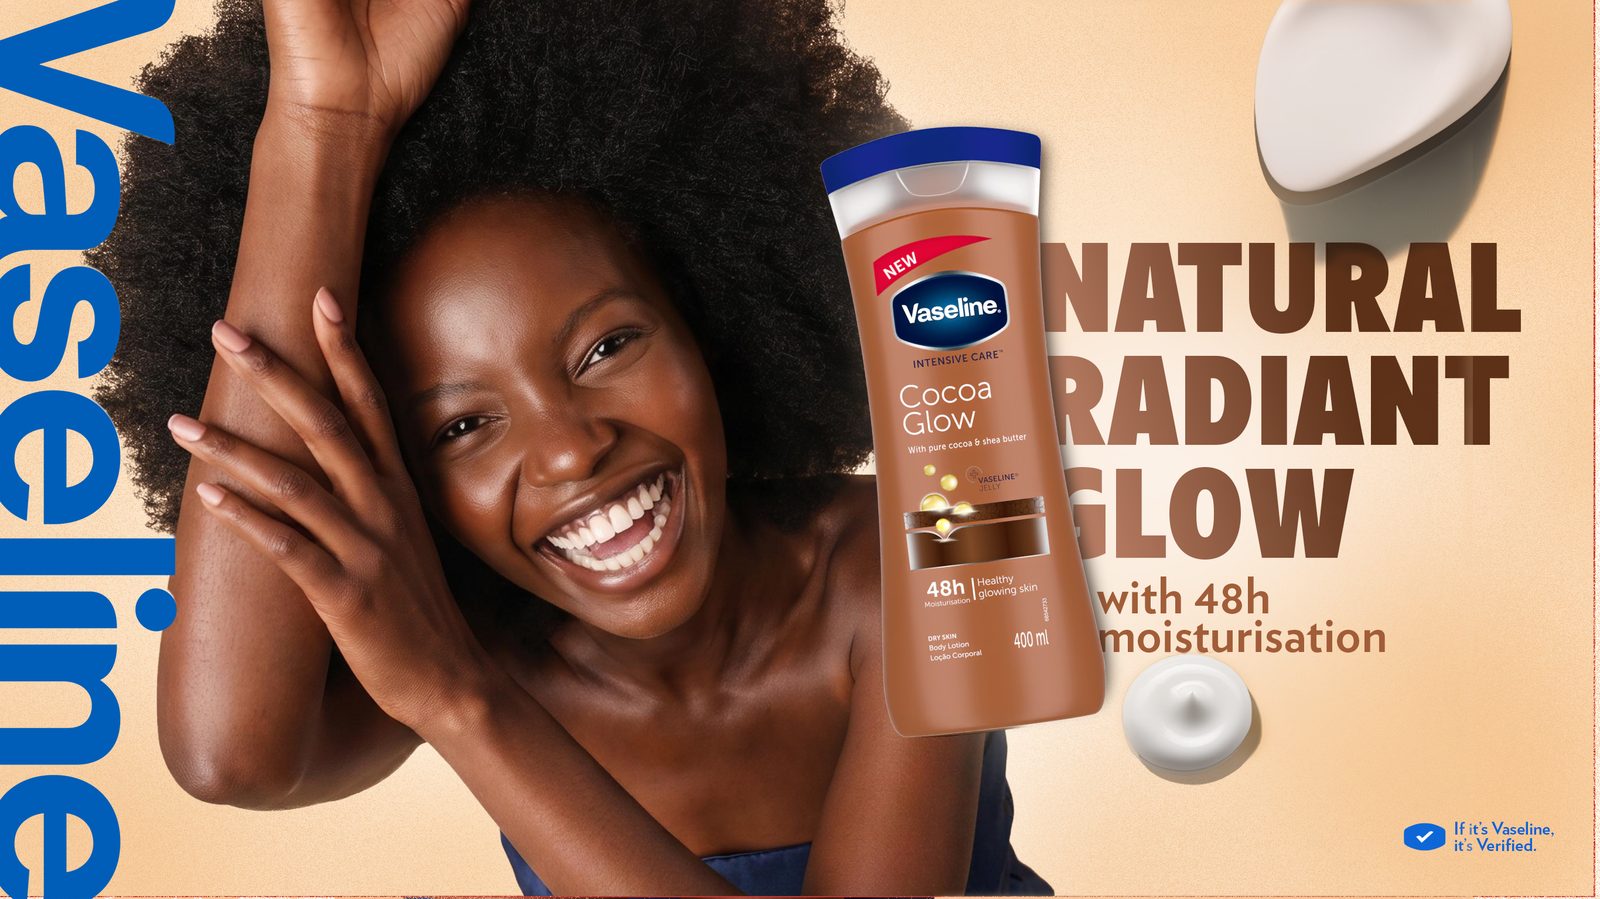 Vaseline
NEW
Vaseline.
INTENSIVE CARE™
Cocoa
Glow
With pure cocoa & shea butter
VASELINE
JELLY
48h
Moisturisation
Healthy
glowing skin
DRY SKIN
Body Lotion
Loção Corporal
400 ml
NATURAL
RADIANT
GLOW
with 48h
moisturisation
If it's Vaseline,
it's Verified.